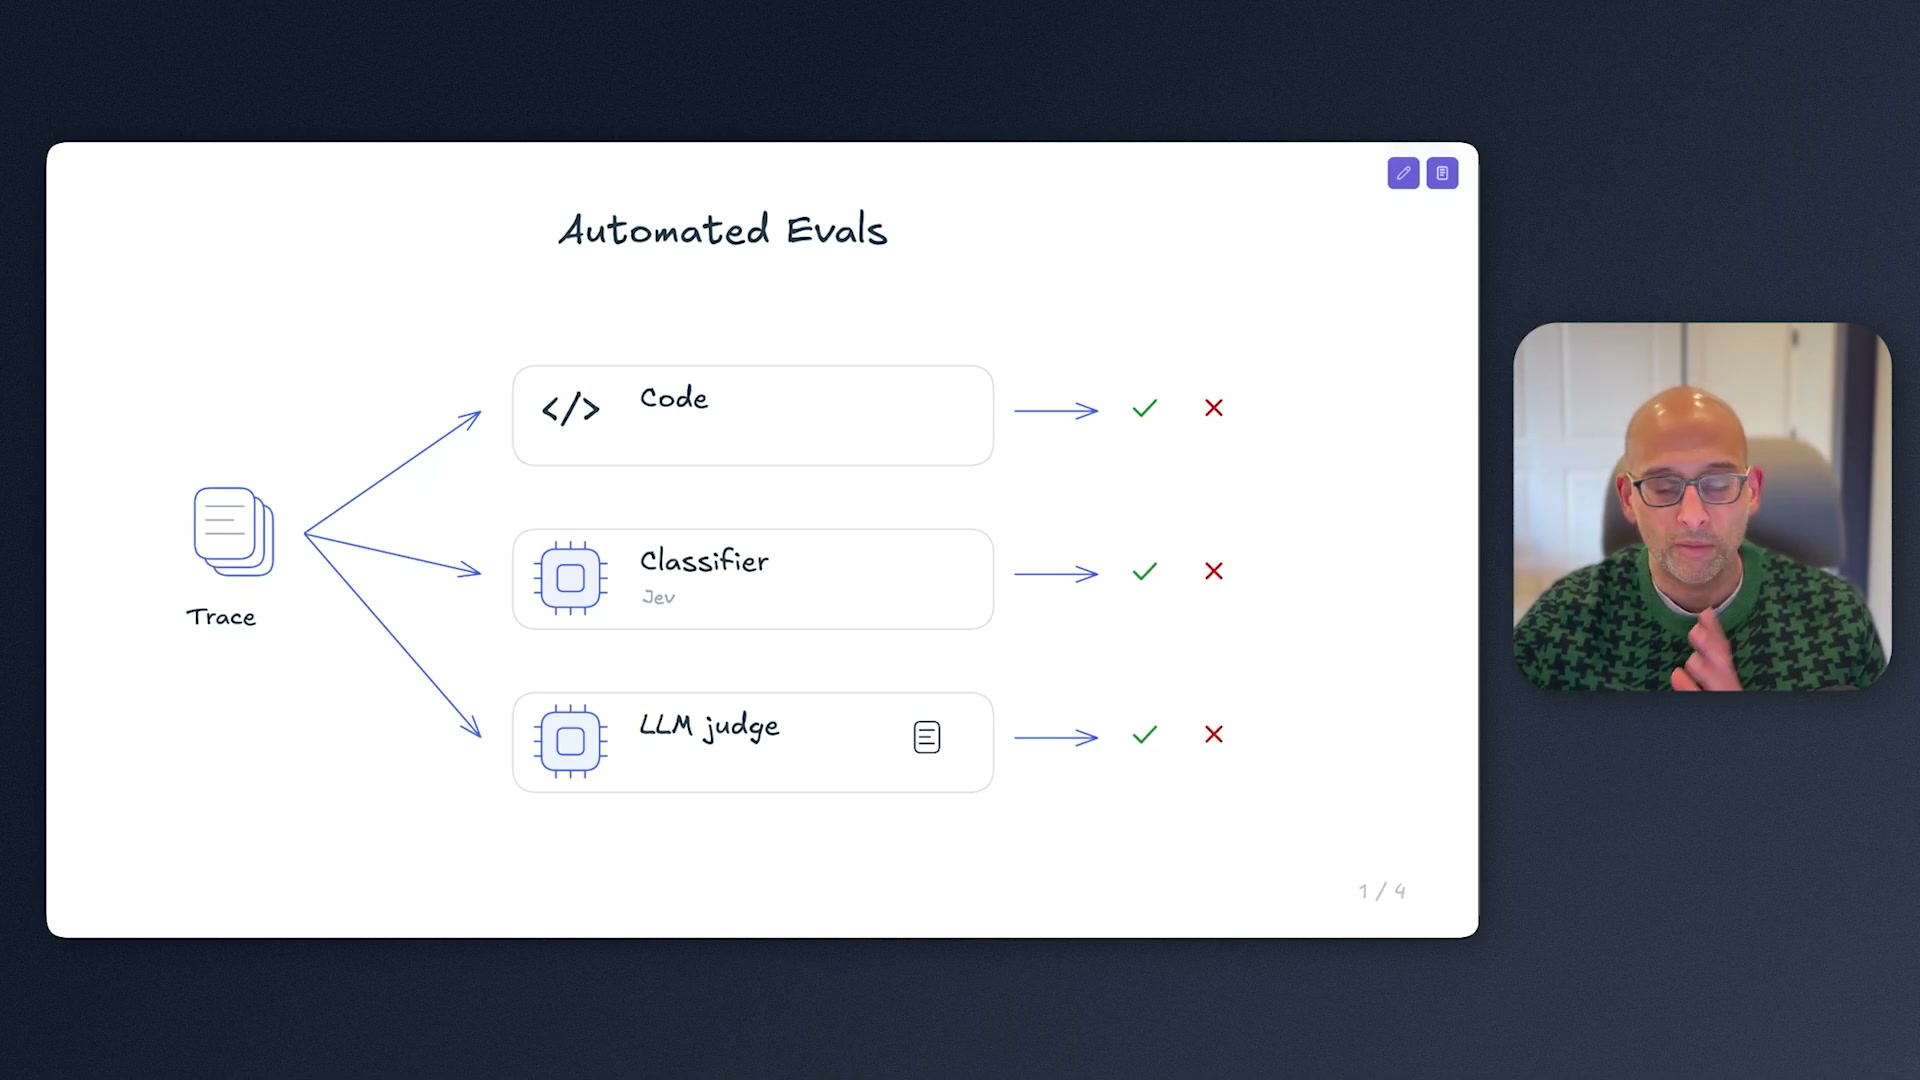 Automated Evals
</> Code
Trace
Classifier
Jev
LLM judge
1 / 4